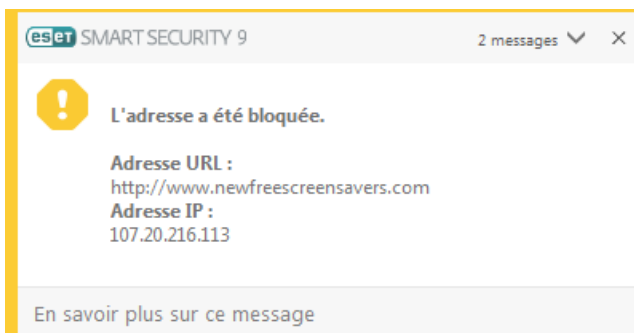 eset SMART SECURITY 9 2 messages
L'adresse a été bloquée.
Adresse URL :
http://www.newfreescreensavers.com
Adresse IP :
107.20.216.113
En savoir plus sur ce message